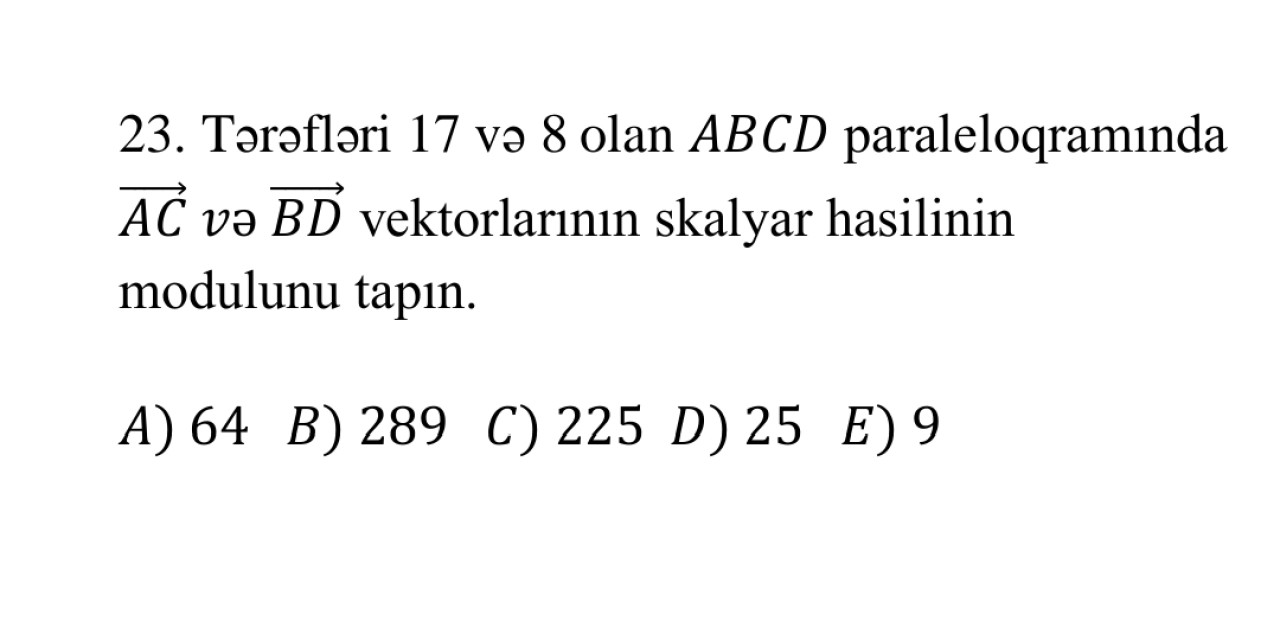 23. Tərəfləri 17 və 8 olan ABCD paraleloqramında
$\overrightarrow{AC}$ və $\overrightarrow{BD}$ vektorlarının skalyar hasilinin
modulunu tapın.
A) 64 B) 289 C) 225 D) 25 E) 9